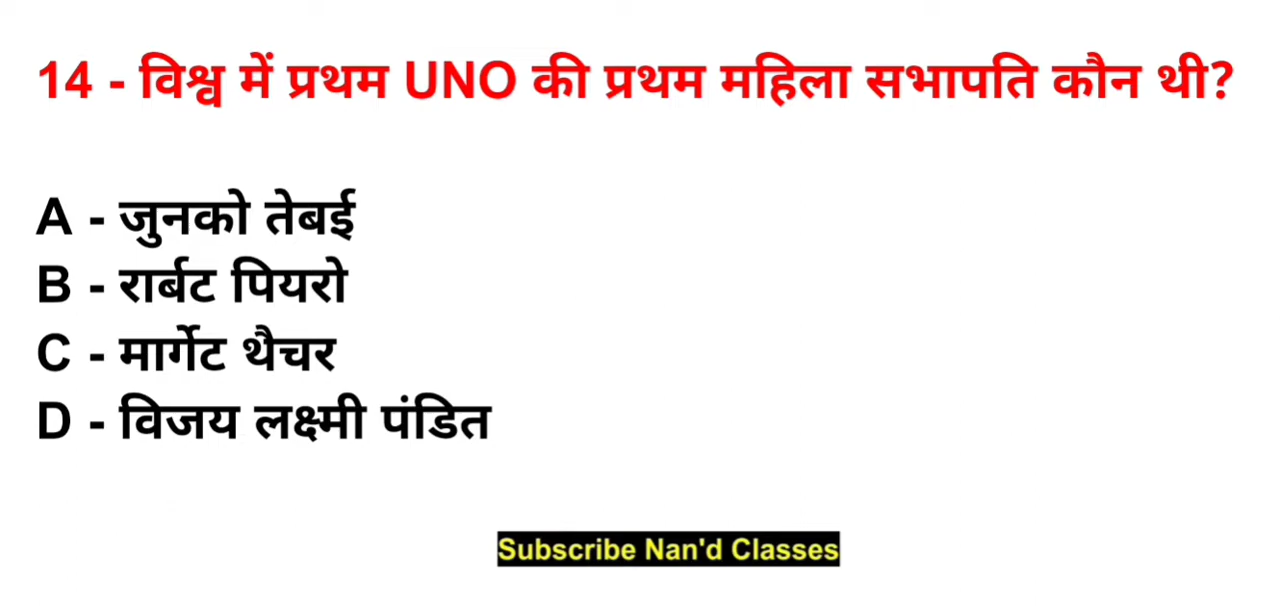 14 - विश्व में प्रथम UNO की प्रथम महिला सभापति कौन थी?
A - जुनको तेबई
B - रार्बट पियरो
C - मार्गेट थैचर
D - विजय लक्ष्मी पंडित
Subscribe Nan'd Classes